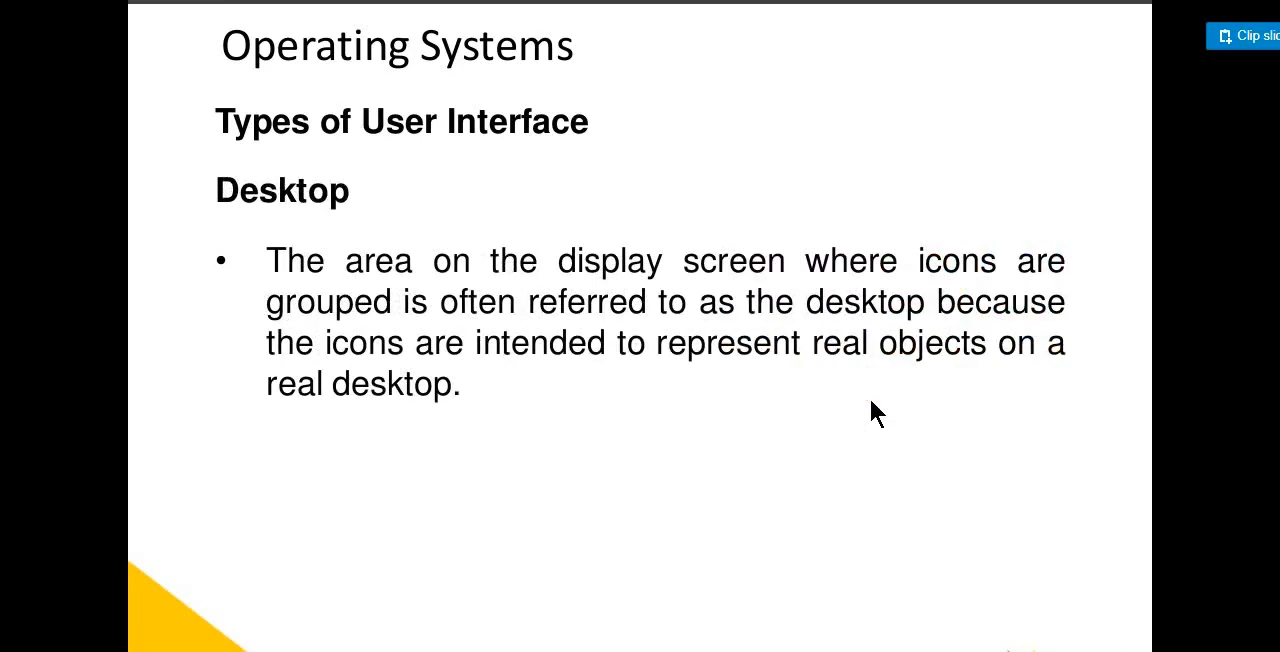 Operating Systems
Clip
Types of User Interface
Desktop
• The area on the display screen where icons are
grouped is often referred to as the desktop because
the icons are intended to represent real objects on a
real desktop.